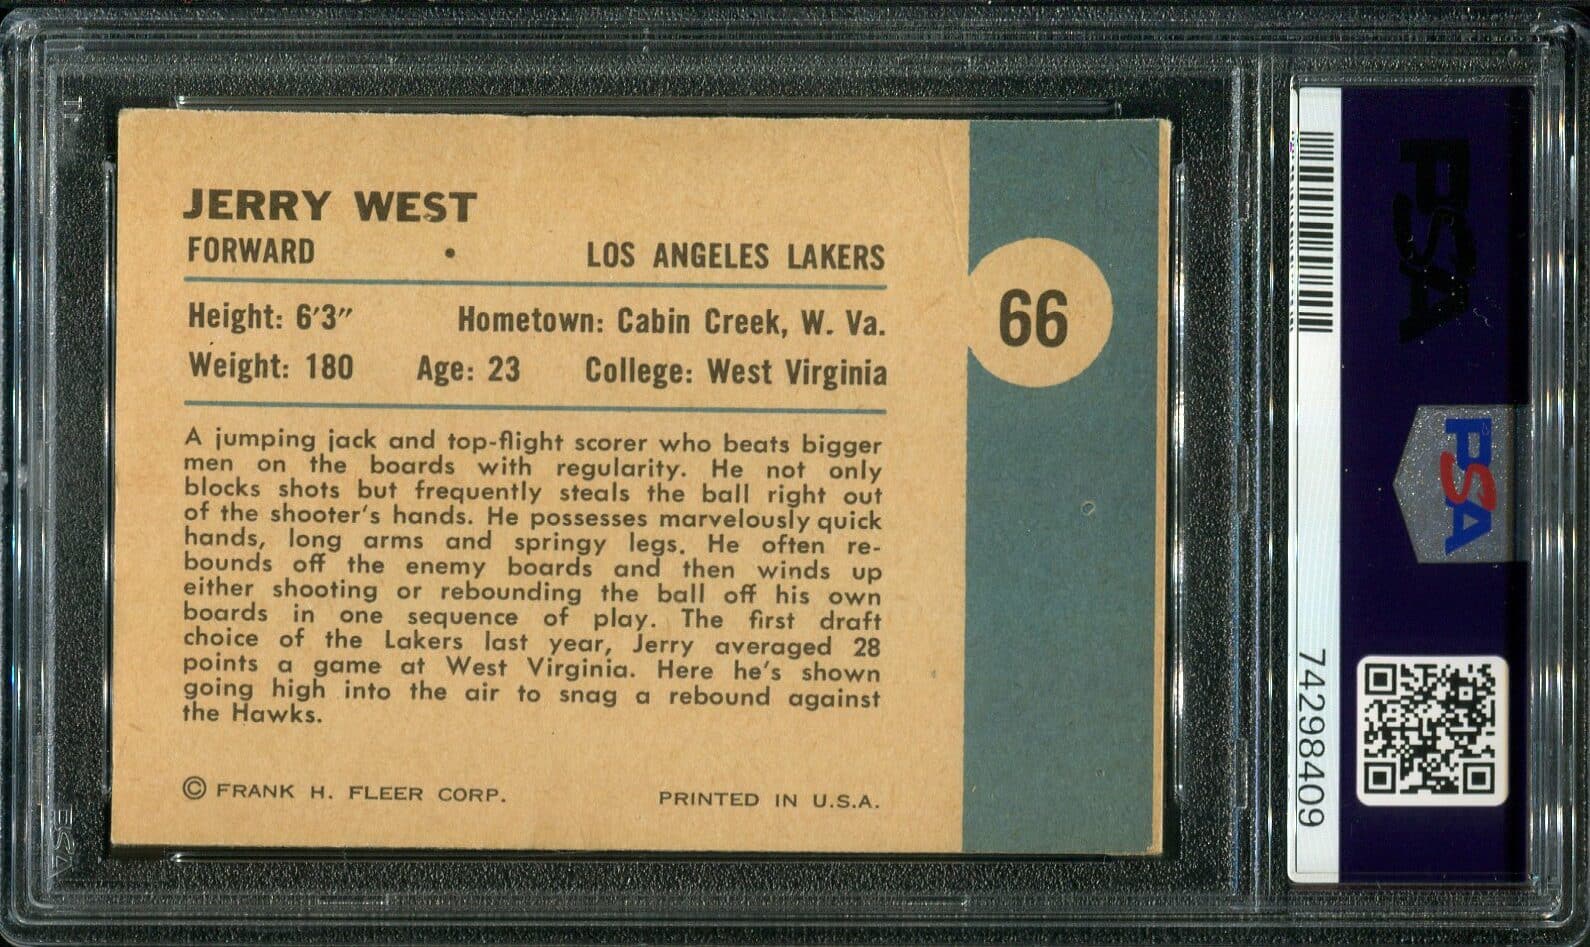 JERRY WEST
FORWARD • LOS ANGELES LAKERS
Height: 6'3" Hometown: Cabin Creek, W. Va.
Weight: 180 Age: 23 College: West Virginia
66
A jumping jack and top-flight scorer who beats bigger
men on the boards with regularity. He not only
blocks shots but frequently steals the ball right out
of the shooter's hands. He possesses marvelously quick
hands, long arms and springy legs. He often re-
bounds off the enemy boards and then winds up
either shooting or rebounding the ball off his own
boards in one sequence of play. The first draft
choice of the Lakers last year, Jerry averaged 28
points a game at West Virginia. Here he's shown
going high into the air to snag a rebound against
the Hawks.
© FRANK H. FLEER CORP. PRINTED IN U.S.A.
PSA
PSA
74298409
PSA